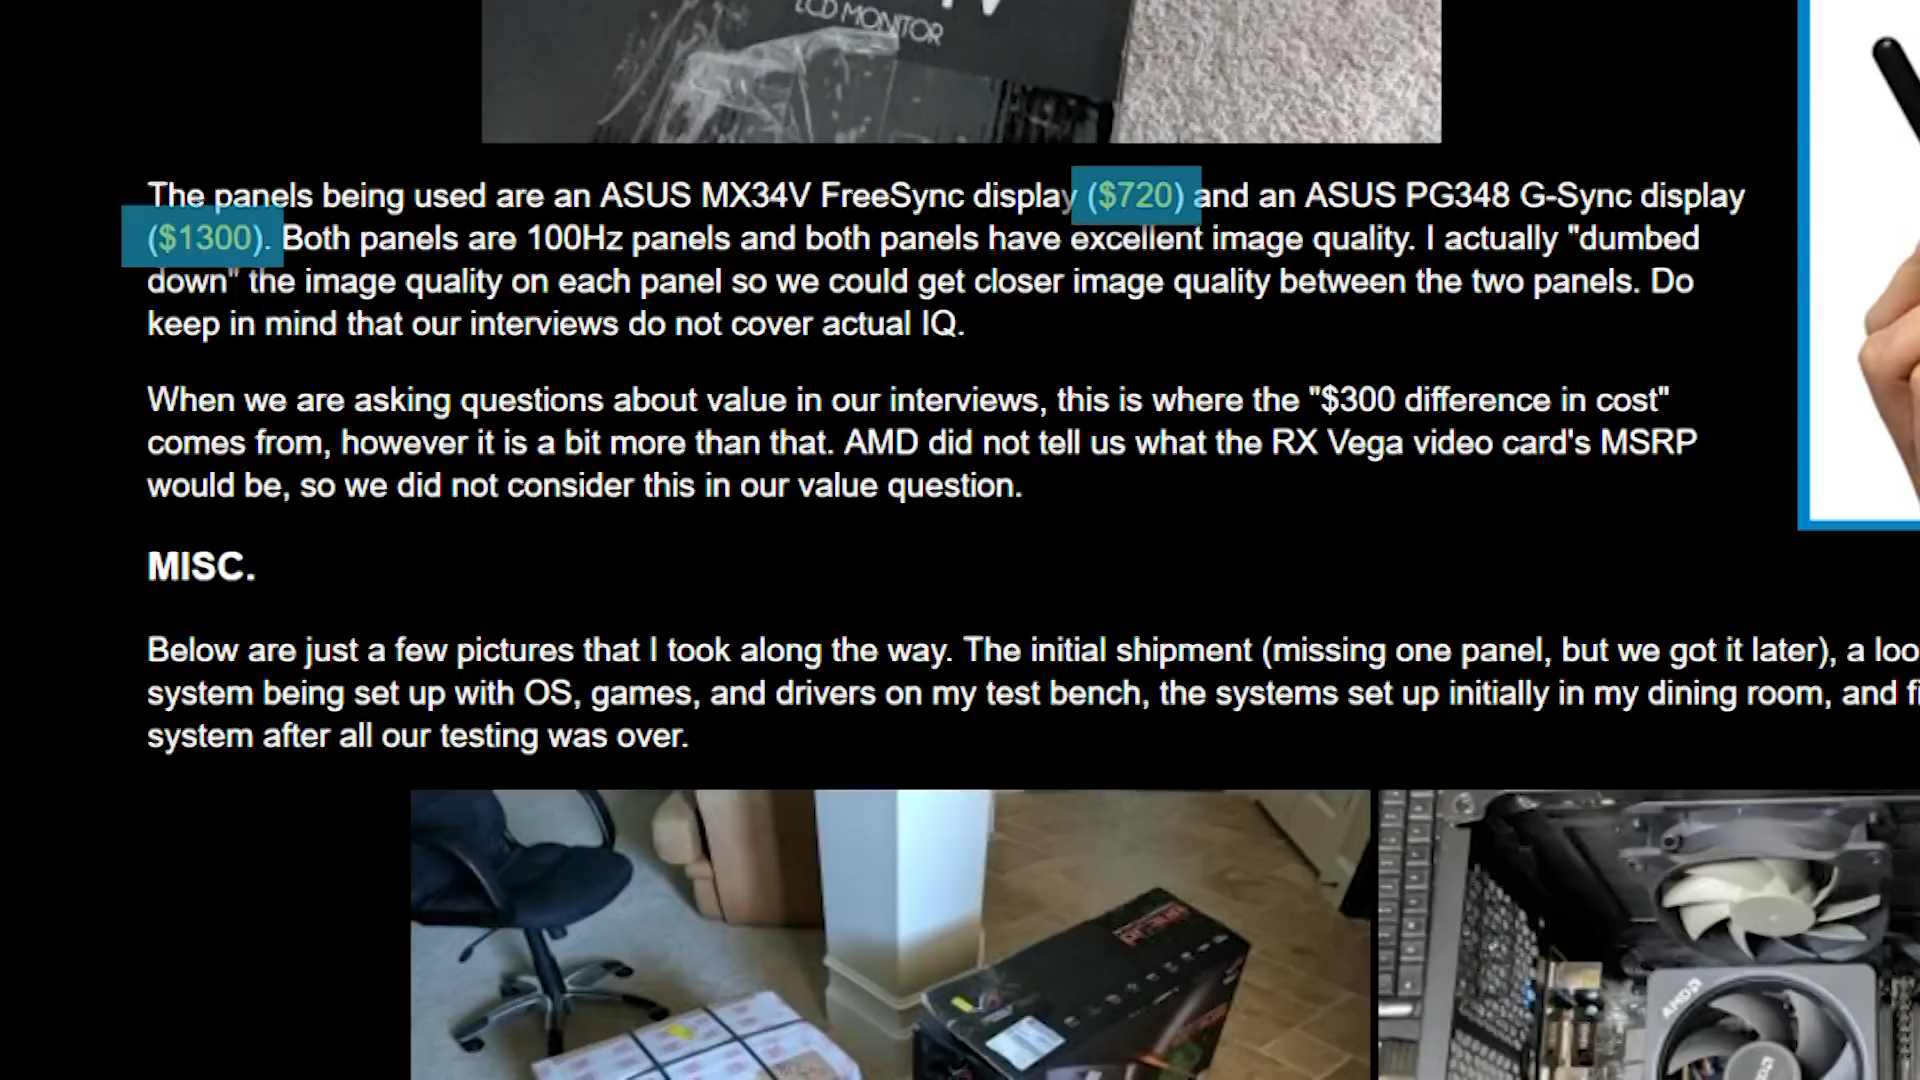 LCD MONITOR
The panels being used are an ASUS MX34V FreeSync display ($720) and an ASUS PG348 G-Sync display
($1300). Both panels are 100Hz panels and both panels have excellent image quality. I actually "dumbed
down" the image quality on each panel so we could get closer image quality between the two panels. Do
keep in mind that our interviews do not cover actual IQ.
When we are asking questions about value in our interviews, this is where the "$300 difference in cost"
comes from, however it is a bit more than that. AMD did not tell us what the RX Vega video card's MSRP
would be, so we did not consider this in our value question.
MISC.
Below are just a few pictures that I took along the way. The initial shipment (missing one panel, but we got it later), a loo
system being set up with OS, games, and drivers on my test bench, the systems set up initially in my dining room, and fi
system after all our testing was over.
AMD